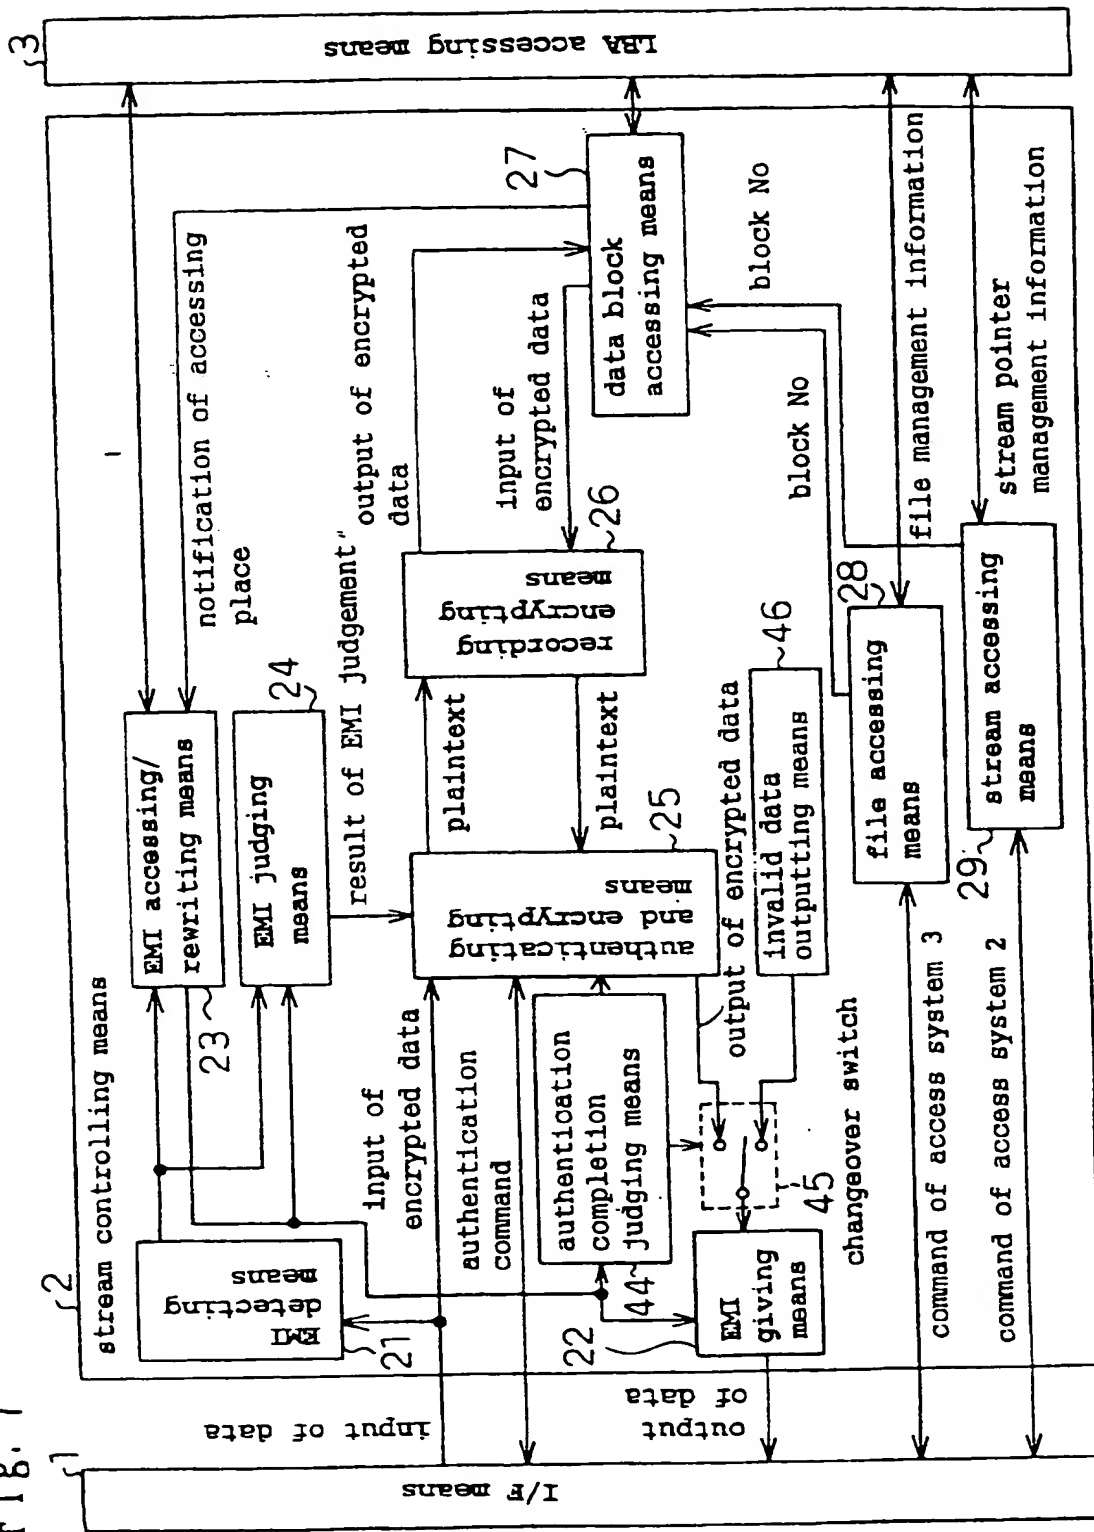 Fig. 7
1
I/F means
input of data
output
of data
2
stream controlling means
EMI
detecting
means
21
EMI accessing/
rewriting means
23
EMI judging
means
24
notification of accessing
place
result of EMI judgement
input of
encrypted data
authentication
command
authenticating
and encrypting
means
25
plaintext
plaintext
recording
encrypting
means
26
output of encrypted
data
input of
encrypted data
data block
accessing means
27
block No
block No
authentication
completion
judging means
44
EMI
giving
means
22
45
changeover switch
output of encrypted data
invalid data
outputting means
46
file accessing
means
28
stream accessing
means
29
file management information
stream pointer
management information
command of access system 3
command of access system 2
3
LBA accessing means